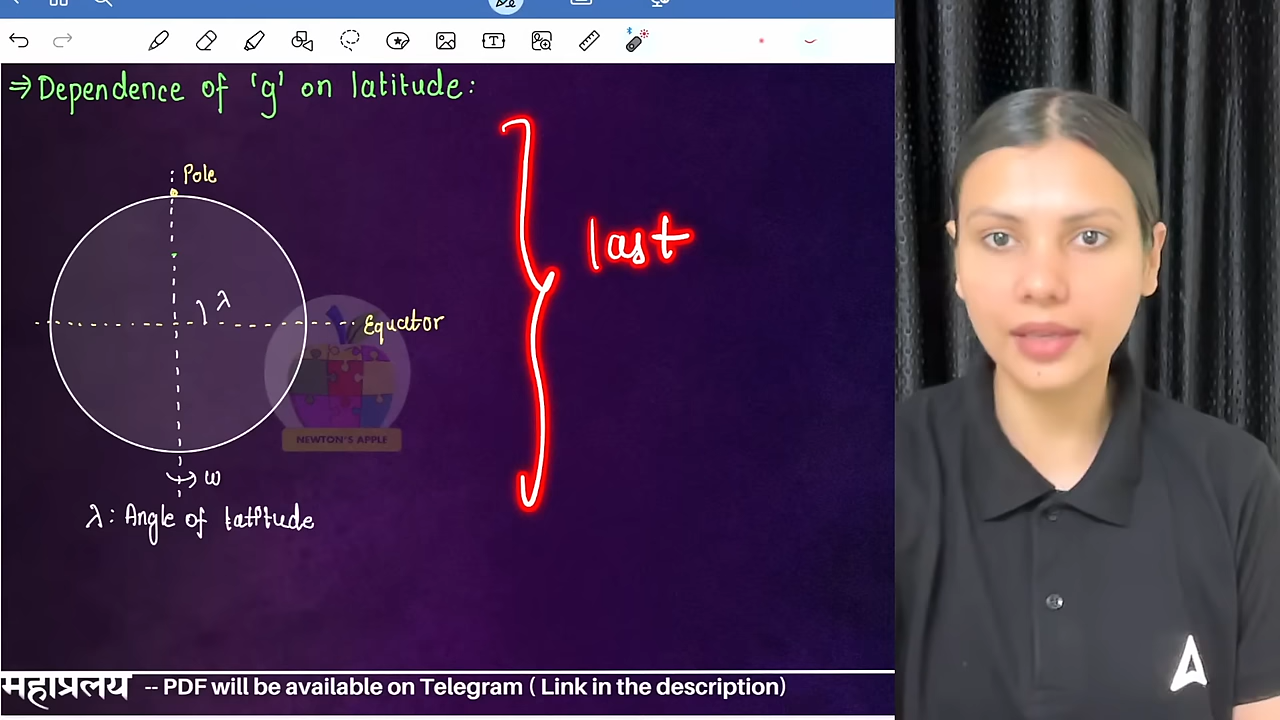 ⇒ Dependence of 'g' on latitude:
Pole
last
λ
Equator
NEWTON'S APPLE
ω
λ: Angle of latitude
महाप्रलय -- PDF will be available on Telegram ( Link in the description)